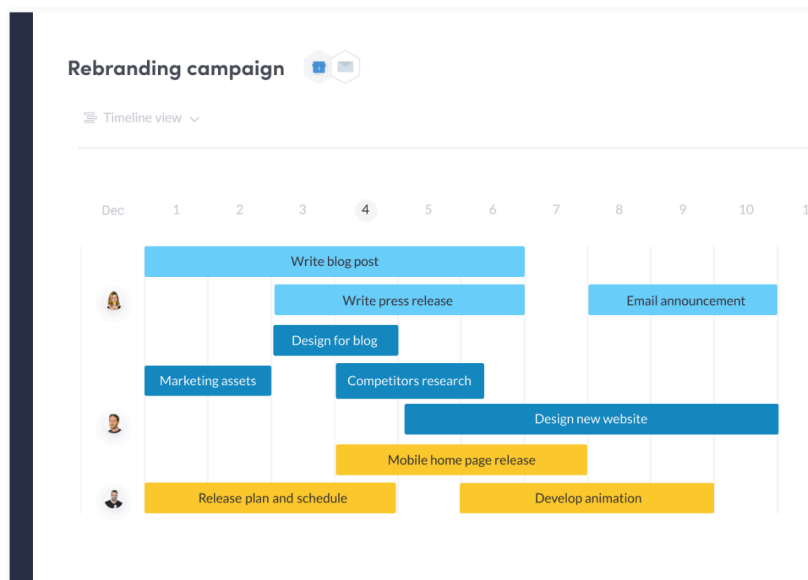 Rebranding campaign
Timeline view
Dec 1 2 3 4 5 6 7 8 9 10
Write blog post
Write press release Email announcement
Design for blog
Marketing assets Competitors research
Design new website
Mobile home page release
Release plan and schedule Develop animation